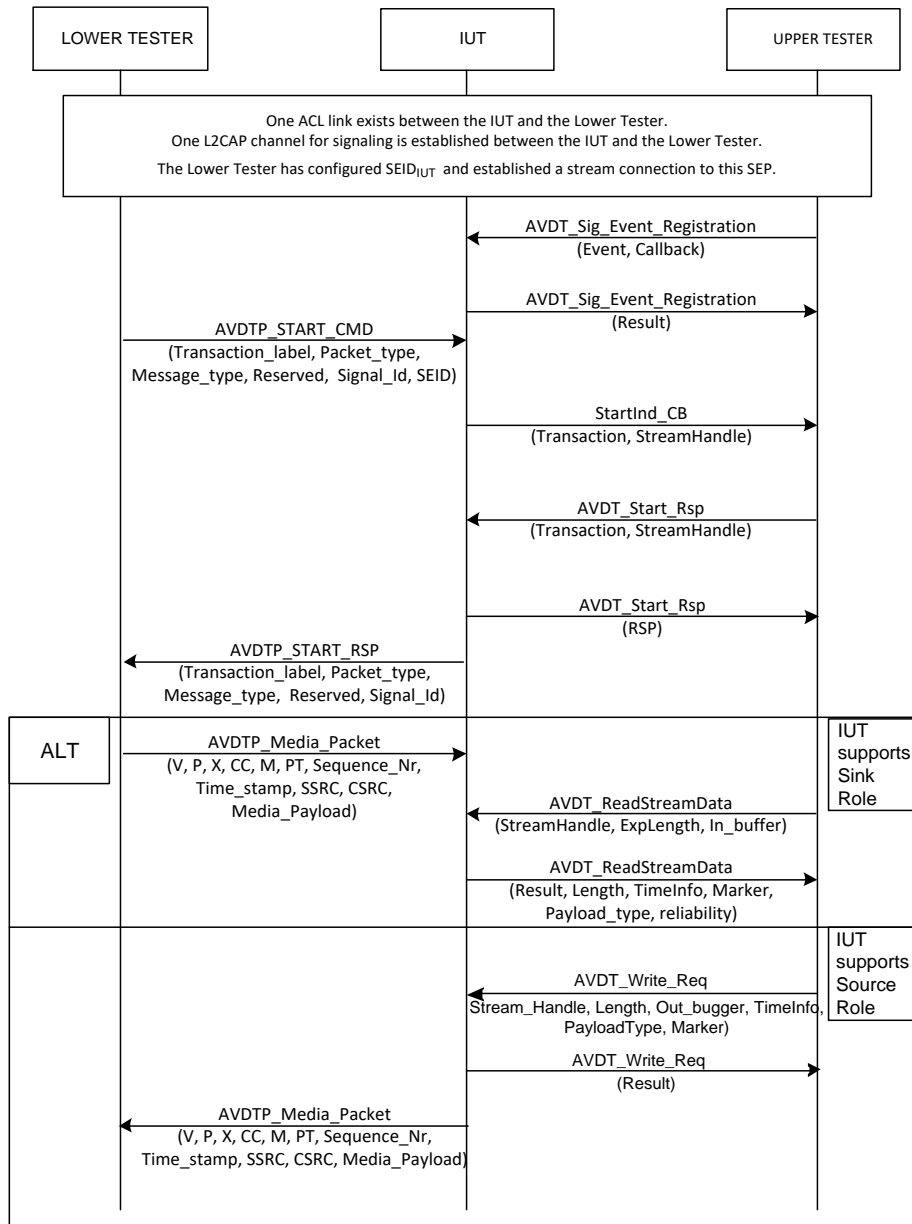 LOWER TESTER
IUT
UPPER TESTER
One ACL link exists between the IUT and the Lower Tester.
One L2CAP channel for signaling is established between the IUT and the Lower Tester.
The Lower Tester has configured SEIDIUT and established a stream connection to this SEP.
AVDT_Sig_Event_Registration
(Event, Callback)
AVDT_Sig_Event_Registration
(Result)
AVDTP_START_CMD
(Transaction_label, Packet_type,
Message_type, Reserved, Signal_Id, SEID)
StartInd_CB
(Transaction, StreamHandle)
AVDT_Start_Rsp
(Transaction, StreamHandle)
AVDT_Start_Rsp
(RSP)
AVDTP_START_RSP
(Transaction_label, Packet_type,
Message_type, Reserved, Signal_Id)
ALT
IUT
supports
Sink
Role
AVDTP_Media_Packet
(V, P, X, CC, M, PT, Sequence_Nr,
Time_stamp, SSRC, CSRC,
Media_Payload)
AVDT_ReadStreamData
(StreamHandle, ExpLength, In_buffer)
AVDT_ReadStreamData
(Result, Length, TimeInfo, Marker,
Payload_type, reliability)
IUT
supports
Source
Role
AVDT_Write_Req
Stream_Handle, Length, Out_bugger, TimeInfo,
PayloadType, Marker)
AVDT_Write_Req
(Result)
AVDTP_Media_Packet
(V, P, X, CC, M, PT, Sequence_Nr,
Time_stamp, SSRC, CSRC, Media_Payload)